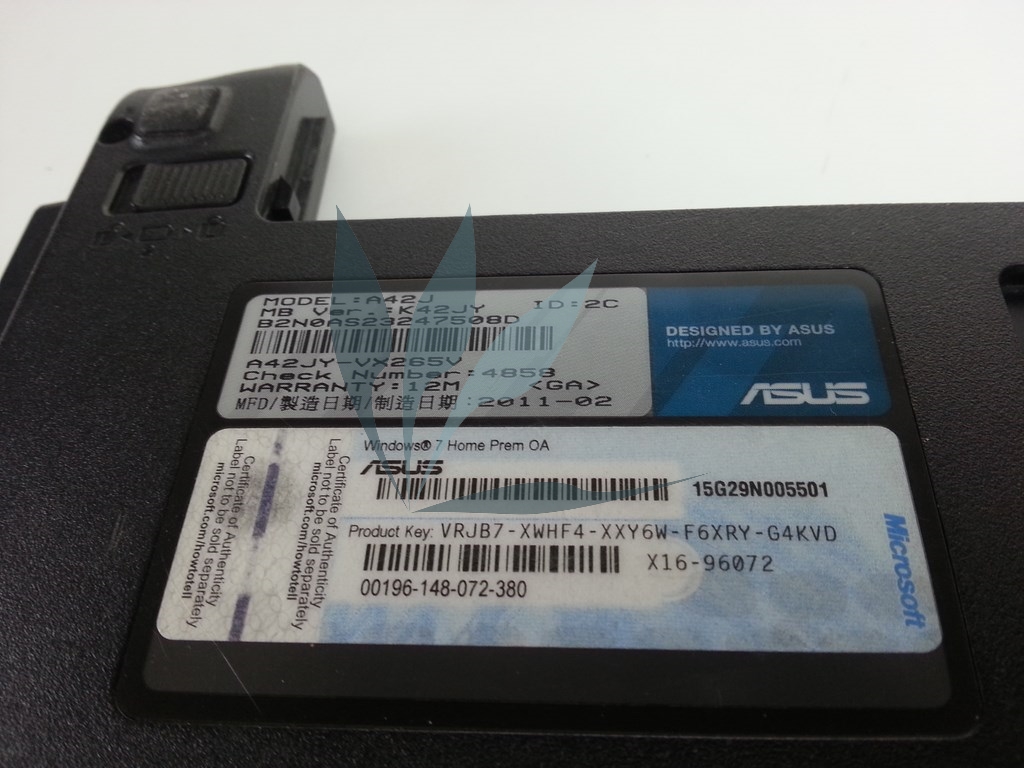 MODEL:A42J
MB Ver.:K42JY ID:2C
B2N0AS23247508D
A42JY-VX265V
Check Number:4858
WARRANTY:12M <GA>
MFD/製造日期/制造日期:2011-02
DESIGNED BY ASUS
http://www.asus.com
ASUS
Windows® 7 Home Prem OA
ASUS
15G29N005501
Product Key: VRJB7-XWHF4-XXY6W-F6XRY-G4KVD
X16-96072
00196-148-072-380
Microsoft
Certificate of Authenticity
Label not to be sold separately
microsoft.com/howtotell
Certificate of Authenticity
Label not to be sold separately
microsoft.com/howtotell